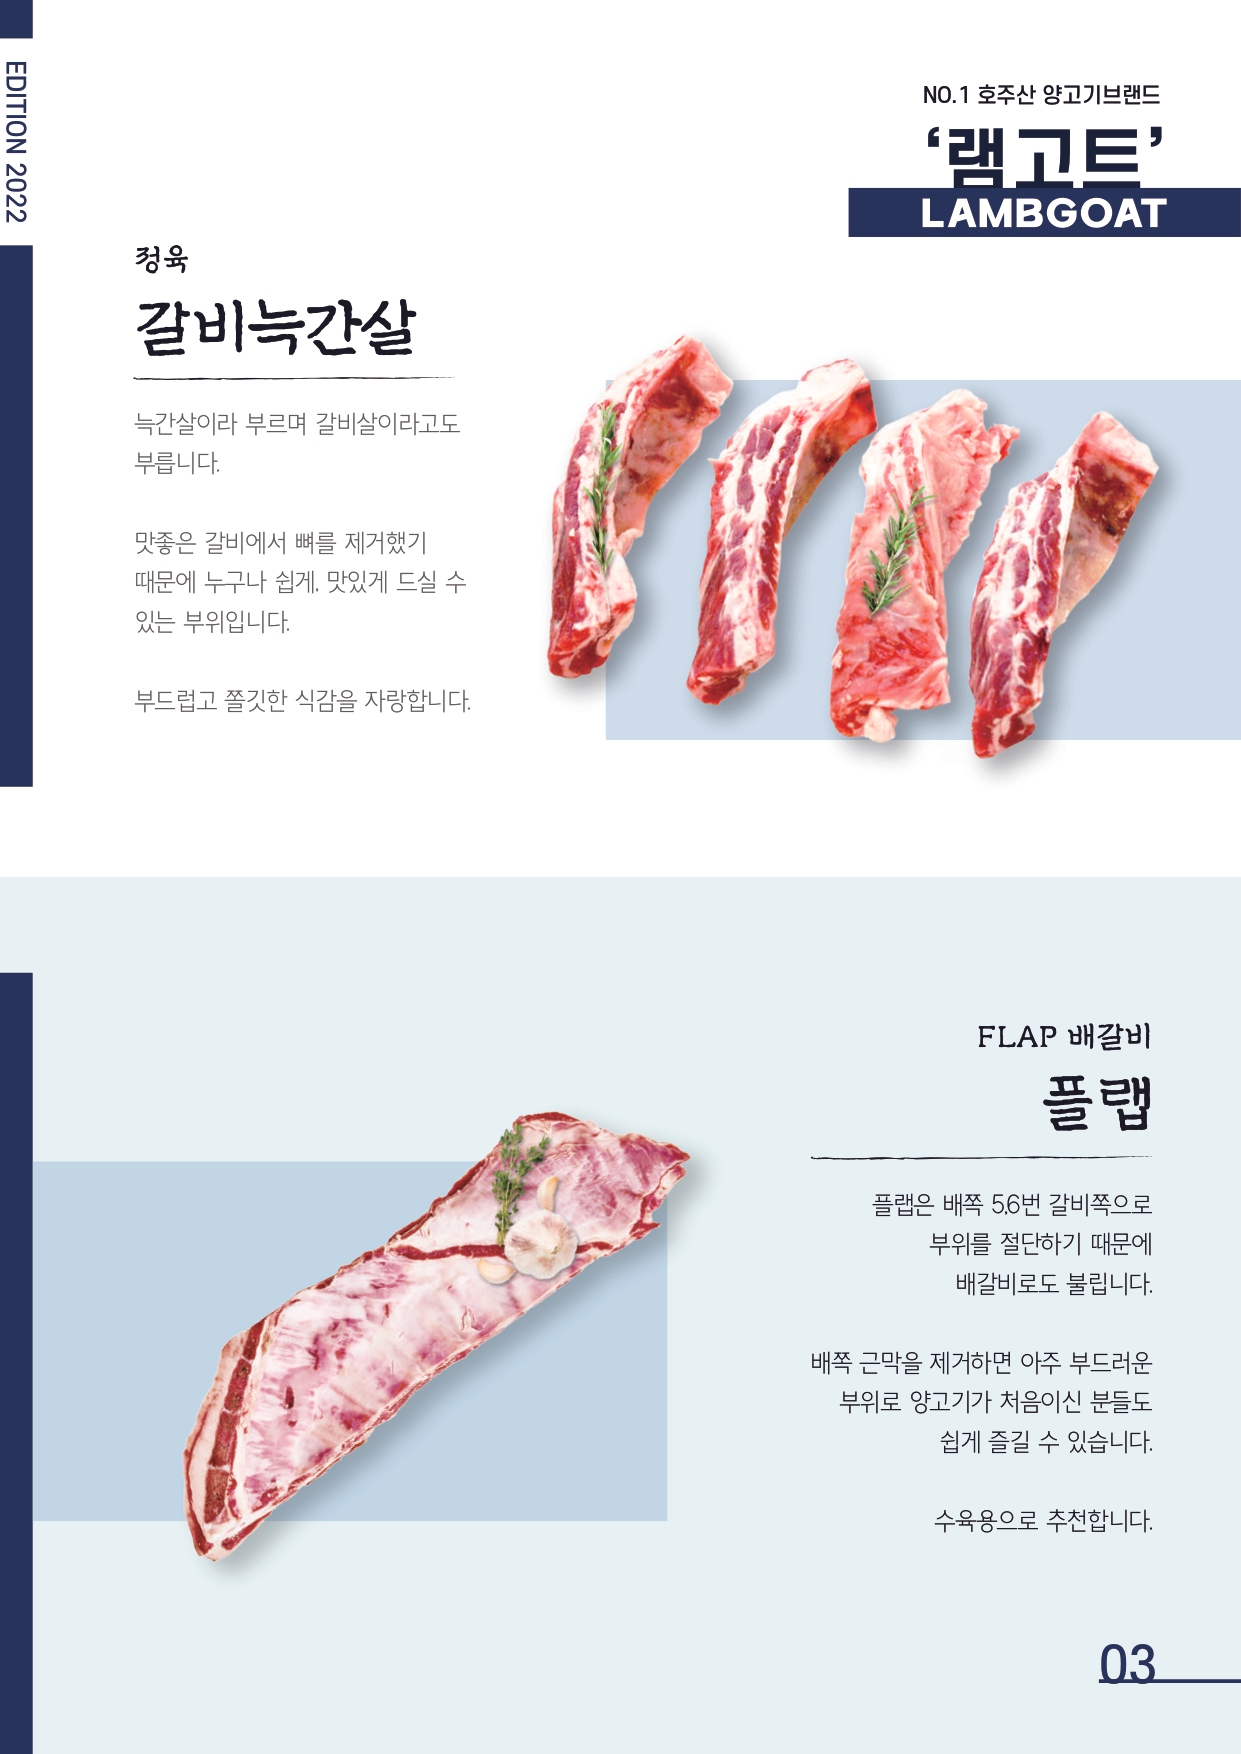 EDITION 2022
NO.1 호주산 양고기브랜드
‘램고트’
LAMBGOAT
정육
갈비늑간살
늑간살이라 부르며 갈비살이라고도
부릅니다.
맛좋은 갈비에서 뼈를 제거했기
때문에 누구나 쉽게, 맛있게 드실 수
있는 부위입니다.
부드럽고 쫄깃한 식감을 자랑합니다.
FLAP 배갈비
플랩
플랩은 배쪽 5,6번 갈비쪽으로
부위를 절단하기 때문에
배갈비로도 불립니다.
배쪽 근막을 제거하면 아주 부드러운
부위로 양고기가 처음이신 분들도
쉽게 즐길 수 있습니다.
수육용으로 추천합니다.
03